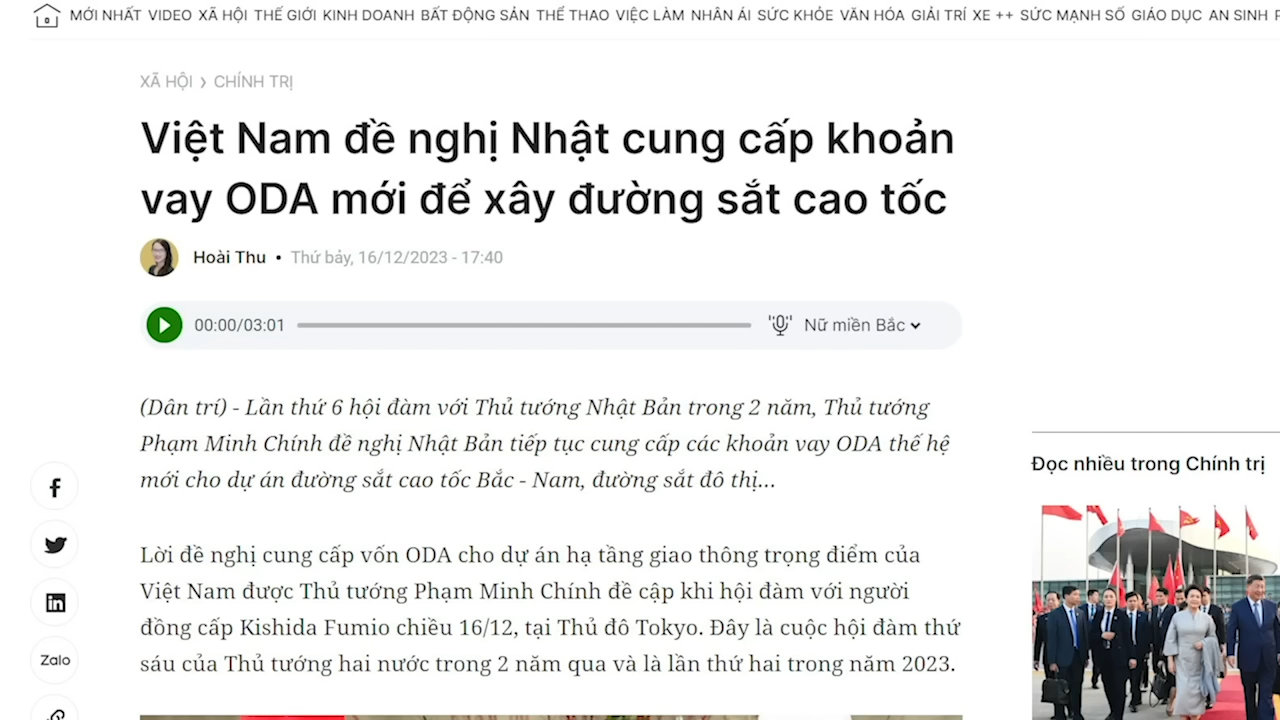 MỚI NHẤT VIDEO XÃ HỘI THẾ GIỚI KINH DOANH BẤT ĐỘNG SẢN THỂ THAO VIỆC LÀM NHÂN ÁI SỨC KHỎE VĂN HÓA GIẢI TRÍ XE ++ SỨC MẠNH SỐ GIÁO DỤC AN SINH
XÃ HỘI › CHÍNH TRỊ
Việt Nam đề nghị Nhật cung cấp khoản
vay ODA mới để xây đường sắt cao tốc
Hoài Thu • Thứ bảy, 16/12/2023 - 17:40
00:00/03:01 Nữ miền Bắc
(Dân trí) - Lần thứ 6 hội đàm với Thủ tướng Nhật Bản trong 2 năm, Thủ tướng
Phạm Minh Chính đề nghị Nhật Bản tiếp tục cung cấp các khoản vay ODA thế hệ
mới cho dự án đường sắt cao tốc Bắc - Nam, đường sắt đô thị...
Đọc nhiều trong Chính trị
Lời đề nghị cung cấp vốn ODA cho dự án hạ tầng giao thông trọng điểm của
Việt Nam được Thủ tướng Phạm Minh Chính đề cập khi hội đàm với người
đồng cấp Kishida Fumio chiều 16/12, tại Thủ đô Tokyo. Đây là cuộc hội đàm thứ
sáu của Thủ tướng hai nước trong 2 năm qua và là lần thứ hai trong năm 2023.
Zalo